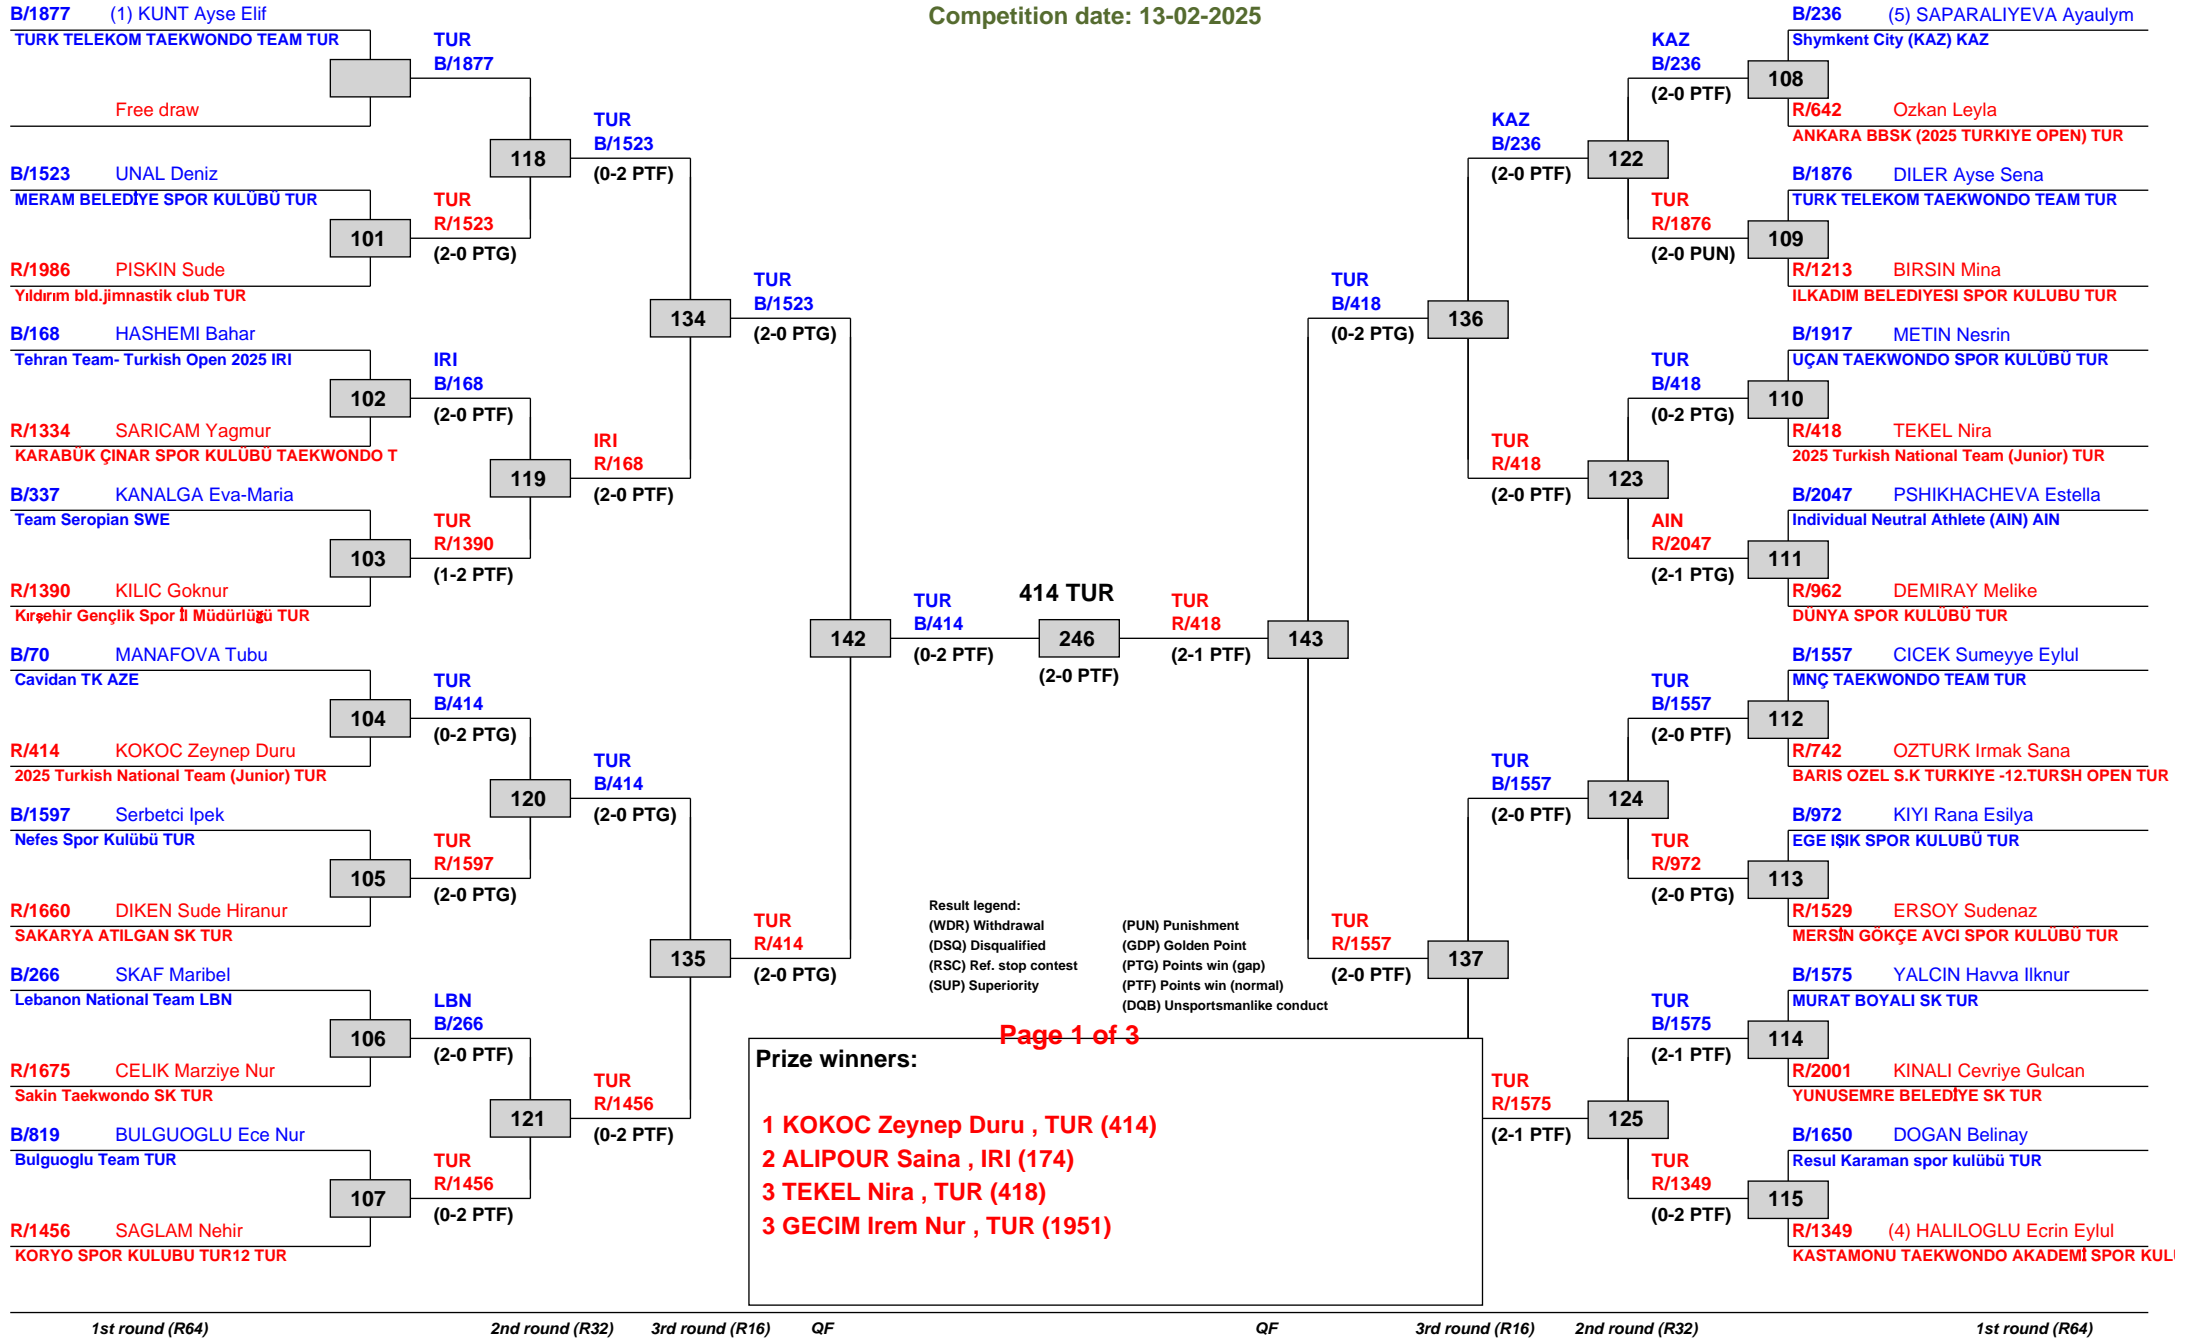 Competition date: 13-02-2025
B/1877 (1) KUNT Ayse Elif
TURK TELEKOM TAEKWONDO TEAM TUR
Free draw
B/1523 UNAL Deniz
MERAM BELEDİYE SPOR KULÜBÜ TUR
101
R/1986 PISKIN Sude
Yıldırım bld.jimnastik club TUR
B/168 HASHEMI Bahar
Tehran Team- Turkish Open 2025 IRI
102
R/1334 SARICAM Yagmur
KARABÜK ÇINAR SPOR KULÜBÜ TAEKWONDO T
B/337 KANALGA Eva-Maria
Team Seropian SWE
103
R/1390 KILIC Goknur
Kırşehir Gençlik Spor İl Müdürlüğü TUR
B/70 MANAFOVA Tubu
Cavidan TK AZE
104
R/414 KOKOC Zeynep Duru
2025 Turkish National Team (Junior) TUR
B/1597 Serbetci Ipek
Nefes Spor Kulübü TUR
105
R/1660 DIKEN Sude Hiranur
SAKARYA ATILGAN SK TUR
B/266 SKAF Maribel
Lebanon National Team LBN
106
R/1675 CELIK Marziye Nur
Sakin Taekwondo SK TUR
B/819 BULGUOGLU Ece Nur
Bulguoglu Team TUR
107
R/1456 SAGLAM Nehir
KORYO SPOR KULUBU TUR12 TUR
TUR
B/1877
118
TUR
R/1523
(2-0 PTG)
IRI
B/168
(2-0 PTF)
119
TUR
R/1390
(1-2 PTF)
TUR
B/414
(0-2 PTG)
120
TUR
R/1597
(2-0 PTG)
LBN
B/266
(2-0 PTF)
121
TUR
R/1456
(0-2 PTF)
TUR
B/1523
(0-2 PTF)
134
IRI
R/168
(2-0 PTF)
TUR
B/414
(2-0 PTG)
135
TUR
R/1456
(0-2 PTF)
TUR
B/1523
(2-0 PTG)
142
TUR
R/414
(2-0 PTG)
TUR
B/414
(0-2 PTF)
414 TUR
246
(2-0 PTF)
TUR
R/418
(2-1 PTF)
143
TUR
B/418
(0-2 PTG)
136
TUR
R/1557
(2-0 PTF)
137
KAZ
B/236
(2-0 PTF)
122
TUR
R/418
(2-0 PTF)
123
TUR
B/1557
(2-0 PTF)
124
TUR
R/1575
(2-1 PTF)
125
KAZ
B/236
(2-0 PTF)
TUR
R/1876
(2-0 PUN)
TUR
B/418
(0-2 PTG)
AIN
R/2047
(2-1 PTG)
TUR
B/1557
(2-0 PTF)
TUR
R/972
(2-0 PTG)
TUR
B/1575
(2-1 PTF)
TUR
R/1349
(0-2 PTF)
B/236 (5) SAPARALIYEVA Ayaulym
Shymkent City (KAZ) KAZ
108
R/642 Ozkan Leyla
ANKARA BBSK (2025 TURKIYE OPEN) TUR
B/1876 DILER Ayse Sena
TURK TELEKOM TAEKWONDO TEAM TUR
109
R/1213 BIRSIN Mina
ILKADIM BELEDIYESI SPOR KULUBU TUR
B/1917 METIN Nesrin
UÇAN TAEKWONDO SPOR KULÜBÜ TUR
110
R/418 TEKEL Nira
2025 Turkish National Team (Junior) TUR
B/2047 PSHIKHACHEVA Estella
Individual Neutral Athlete (AIN) AIN
111
R/962 DEMIRAY Melike
DÜNYA SPOR KULÜBÜ TUR
B/1557 CICEK Sumeyye Eylul
MNÇ TAEKWONDO TEAM TUR
112
R/742 OZTURK Irmak Sana
BARIS OZEL S.K TURKIYE -12.TURSH OPEN TUR
B/972 KIYI Rana Esilya
EGE IŞIK SPOR KULUBÜ TUR
113
R/1529 ERSOY Sudenaz
MERSİN GÖKÇE AVCI SPOR KULÜBÜ TUR
B/1575 YALCIN Havva Ilknur
MURAT BOYALI SK TUR
114
R/2001 KINALI Cevriye Gulcan
YUNUSEMRE BELEDİYE SK TUR
B/1650 DOGAN Belinay
Resul Karaman spor kulübü TUR
115
R/1349 (4) HALILOGLU Ecrin Eylul
KASTAMONU TAEKWONDO AKADEMİ SPOR KUL
Result legend:
(WDR) Withdrawal (PUN) Punishment
(DSQ) Disqualified (GDP) Golden Point
(RSC) Ref. stop contest (PTG) Points win (gap)
(SUP) Superiority (PTF) Points win (normal)
(DQB) Unsportsmanlike conduct
Page 1 of 3
Prize winners:
1 KOKOC Zeynep Duru , TUR (414)
2 ALIPOUR Saina , IRI (174)
3 TEKEL Nira , TUR (418)
3 GECIM Irem Nur , TUR (1951)
1st round (R64) 2nd round (R32) 3rd round (R16) QF QF 3rd round (R16) 2nd round (R32) 1st round (R64)